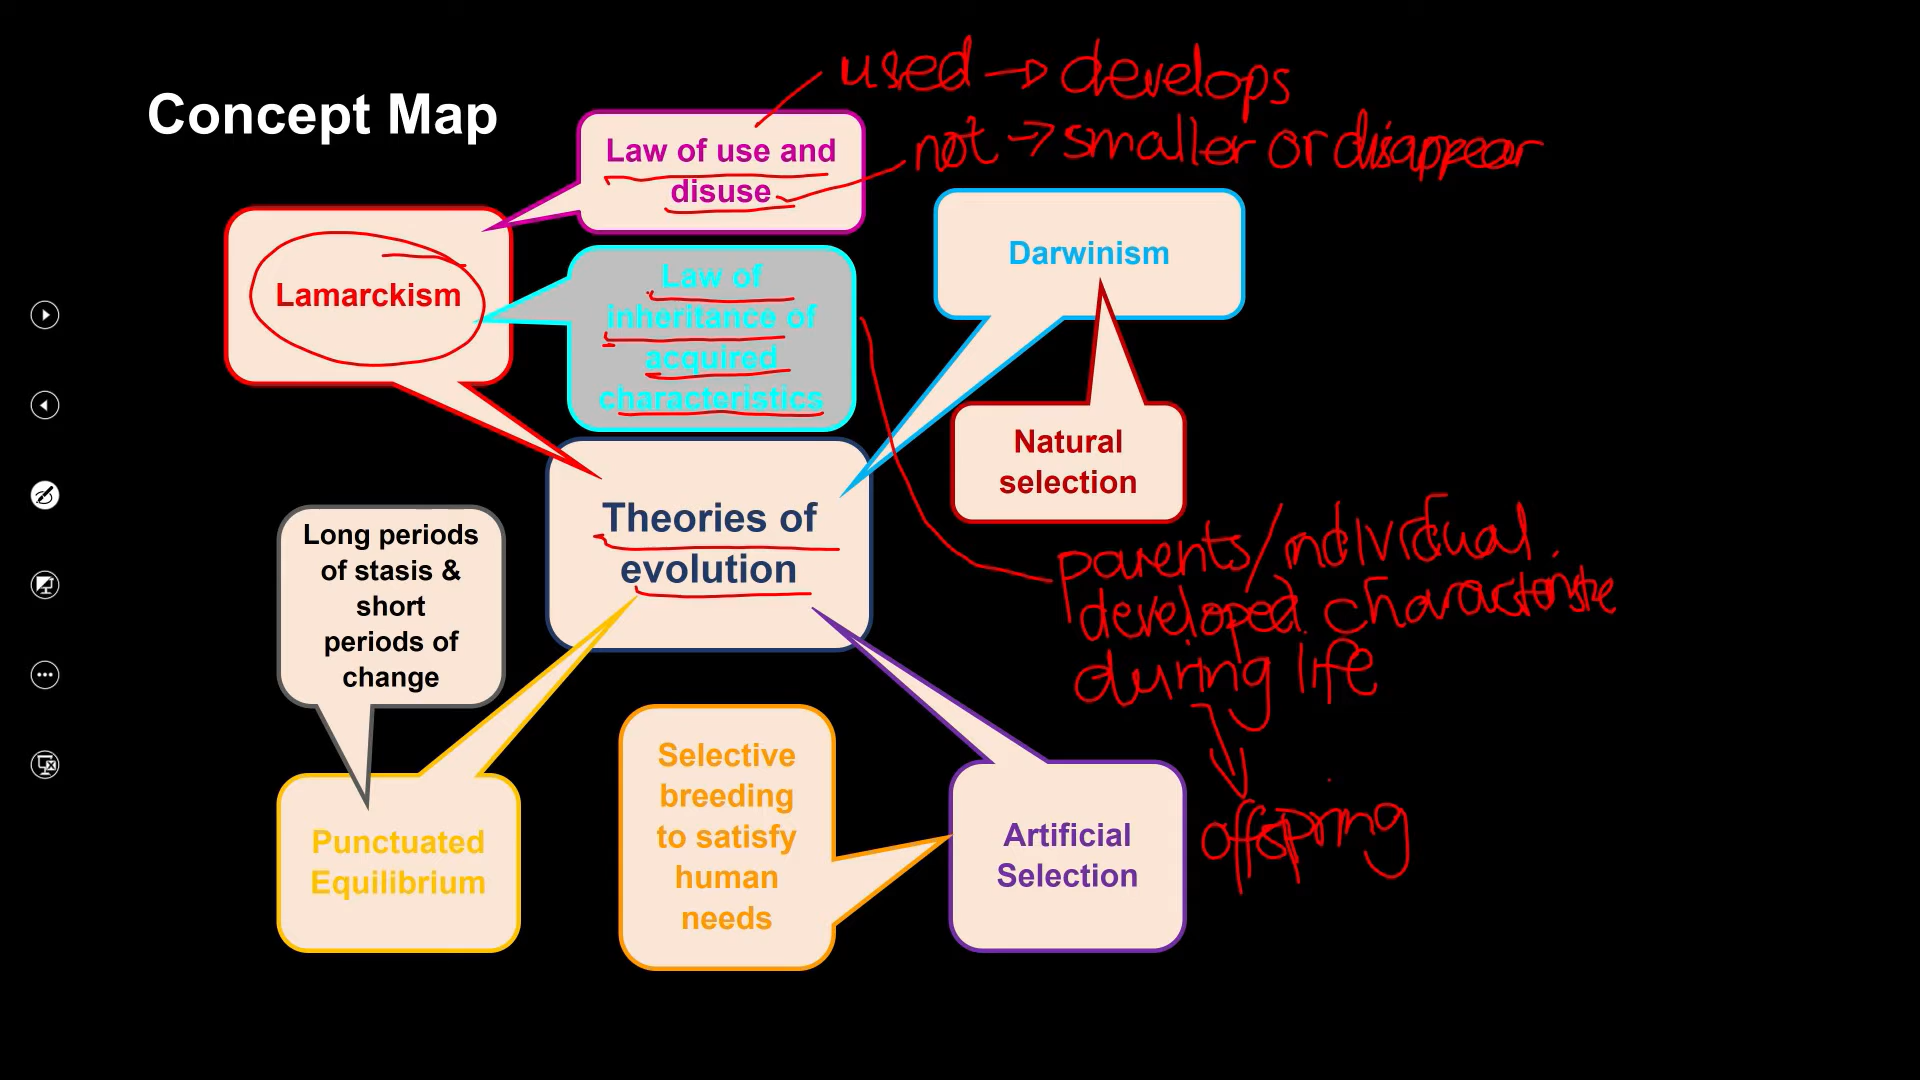 Concept Map
used → develops
not → smaller or disappear
Law of use and
disuse
Lamarckism
Law of
inheritance of
acquired
characteristics
Darwinism
Natural
selection
Theories of
evolution
parents/individual
developed characteristic
during life
offspring
Long periods
of stasis &
short
periods of
change
Punctuated
Equilibrium
Selective
breeding
to satisfy
human
needs
Artificial
Selection